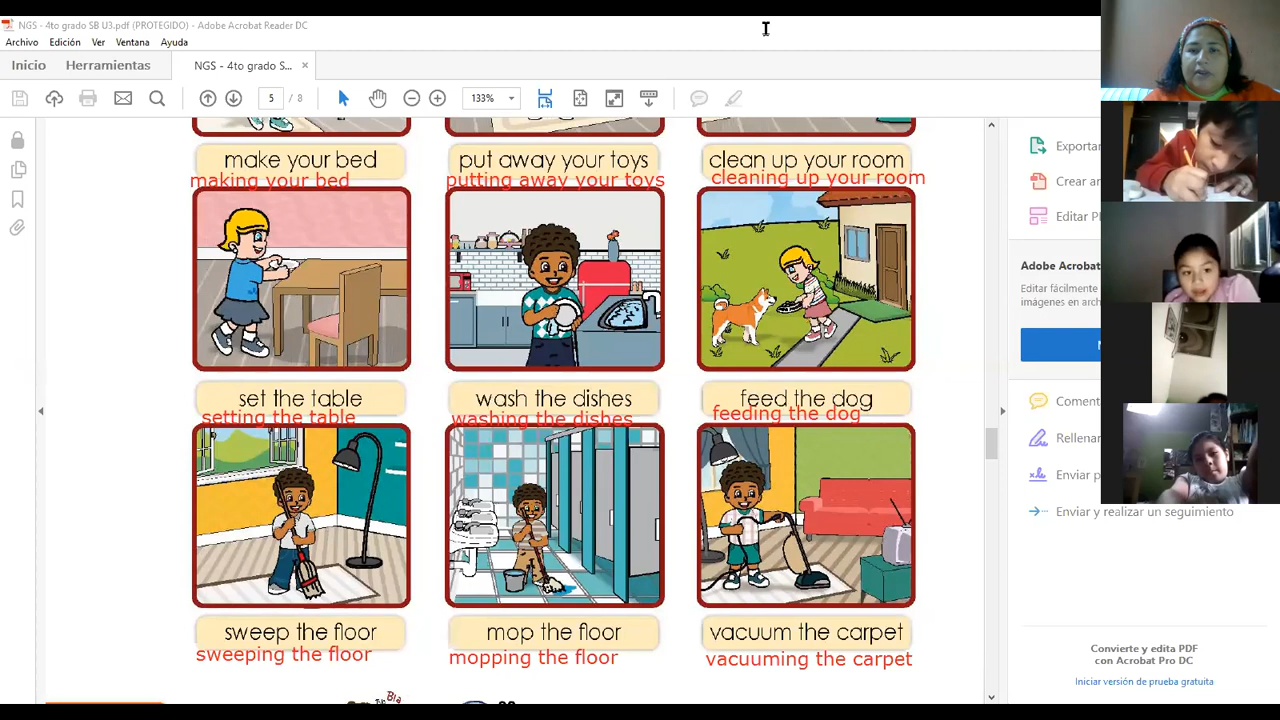 NGS - 4to grado SB U3.pdf (PROTEGIDO) - Adobe Acrobat Reader DC
Archivo Edición Ver Ventana Ayuda
Inicio Herramientas NGS - 4to grado S... ×
5 / 8 133%
make your bed put away your toys clean up your room
making your bed putting away your toys cleaning up your room
set the table wash the dishes feed the dog
setting the table washing the dishes feeding the dog
sweep the floor mop the floor vacuum the carpet
sweeping the floor mopping the floor vacuuming the carpet
Bla
Exportar
Crear ar
Editar P
Adobe Acrobat
Editar fácilmente
imágenes en arch
Coment
Rellenar
Enviar p
Enviar y realizar un seguimiento
Convierte y edita PDF
con Acrobat Pro DC
Iniciar versión de prueba gratuita